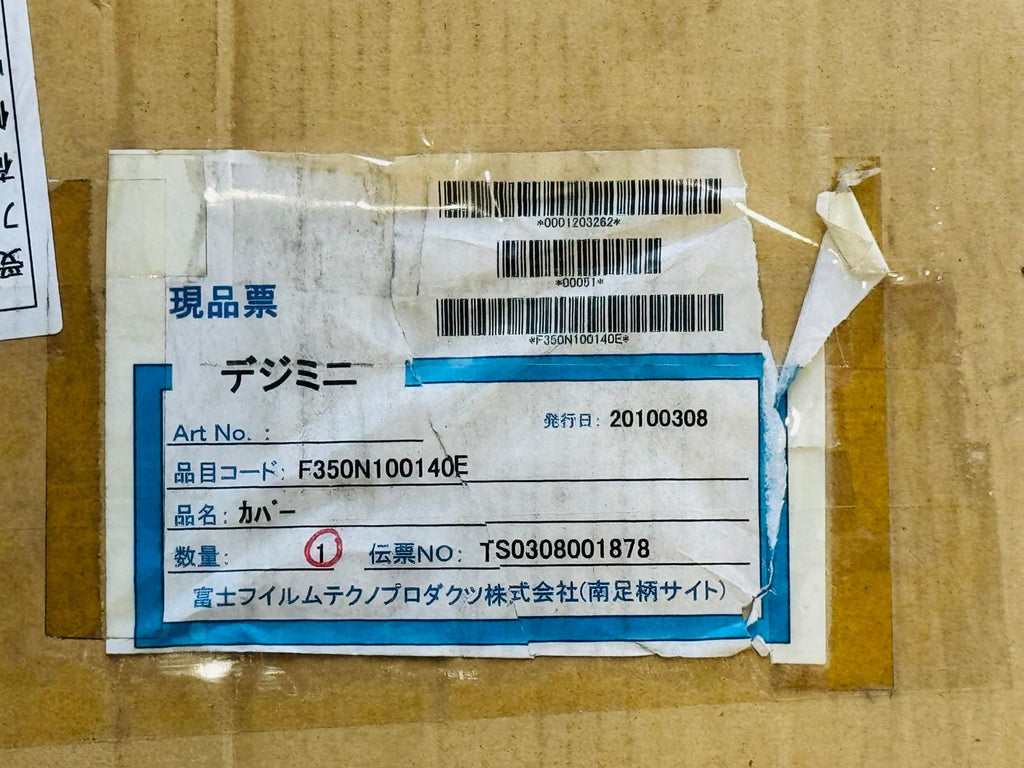 *0001203262*
*00001*
*F350N100140E*
現品票
デジミニ
発行日: 20100308
Art No. :
品目コード: F350N100140E
品名: カバー
数量: 1 伝票NO: TS0308001878
富士フイルムテクノプロダクツ株式会社(南足柄サイト)